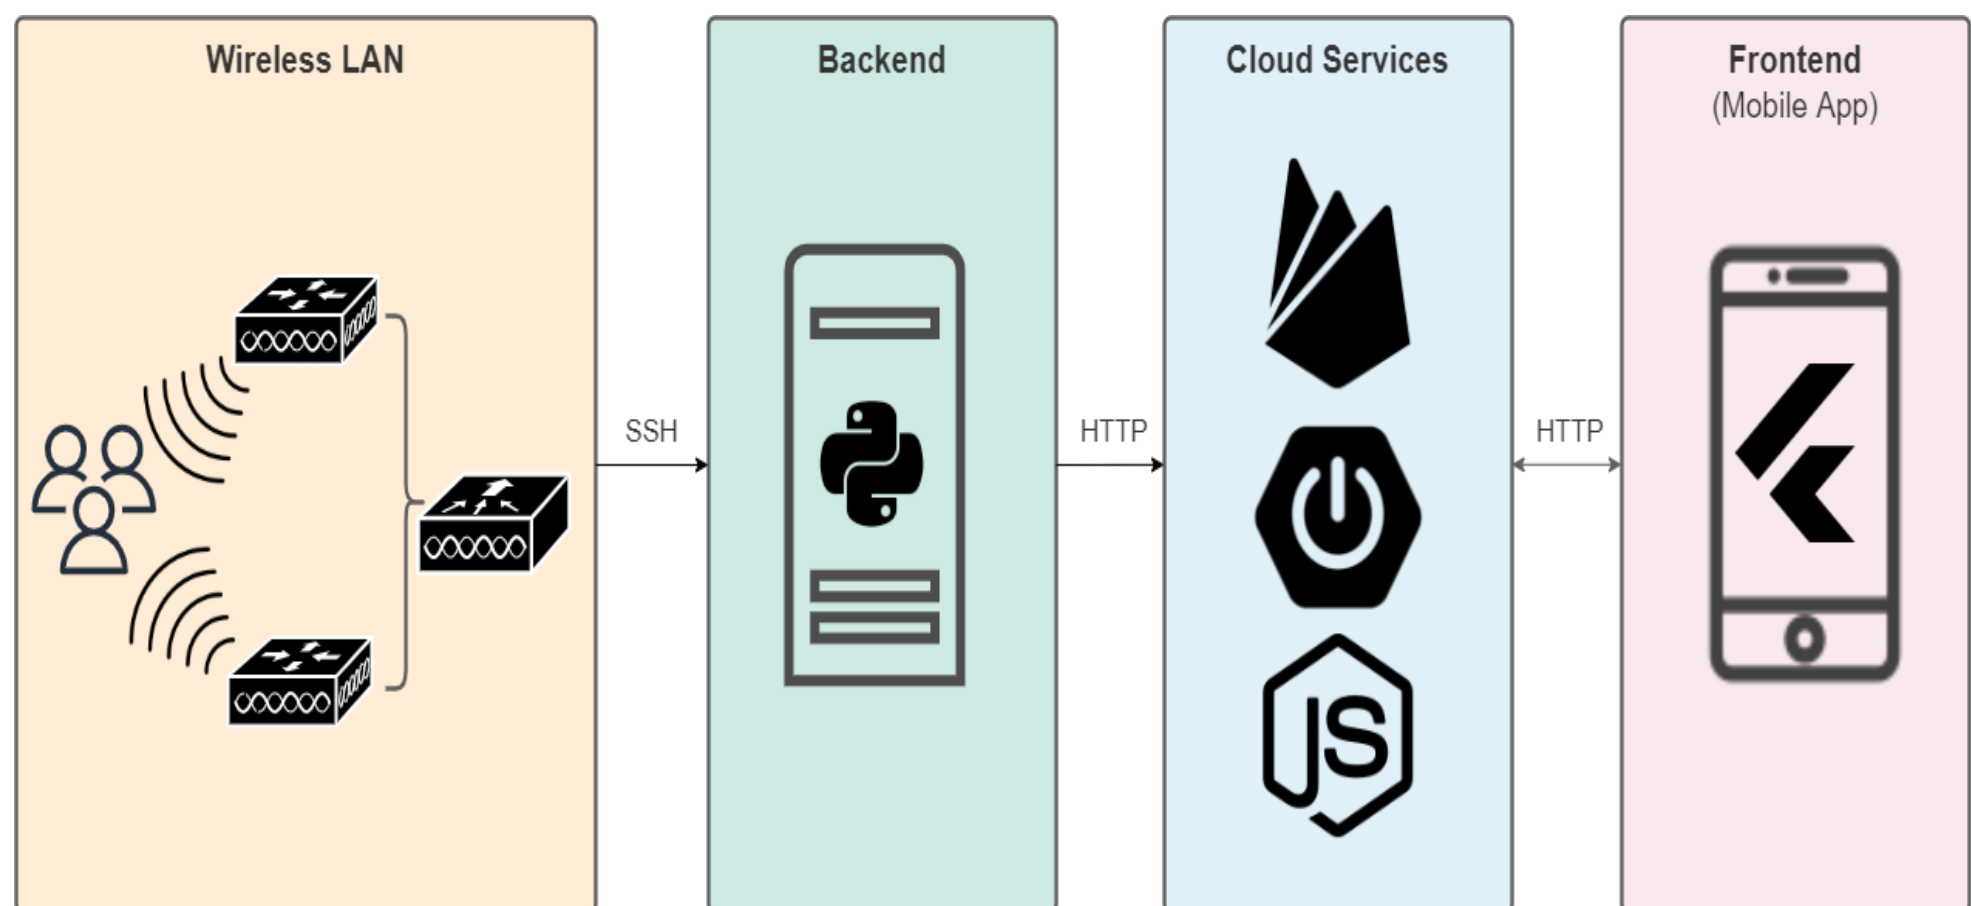 Wireless LAN
Backend
Cloud Services
Frontend
(Mobile App)
SSH
HTTP
HTTP
JS